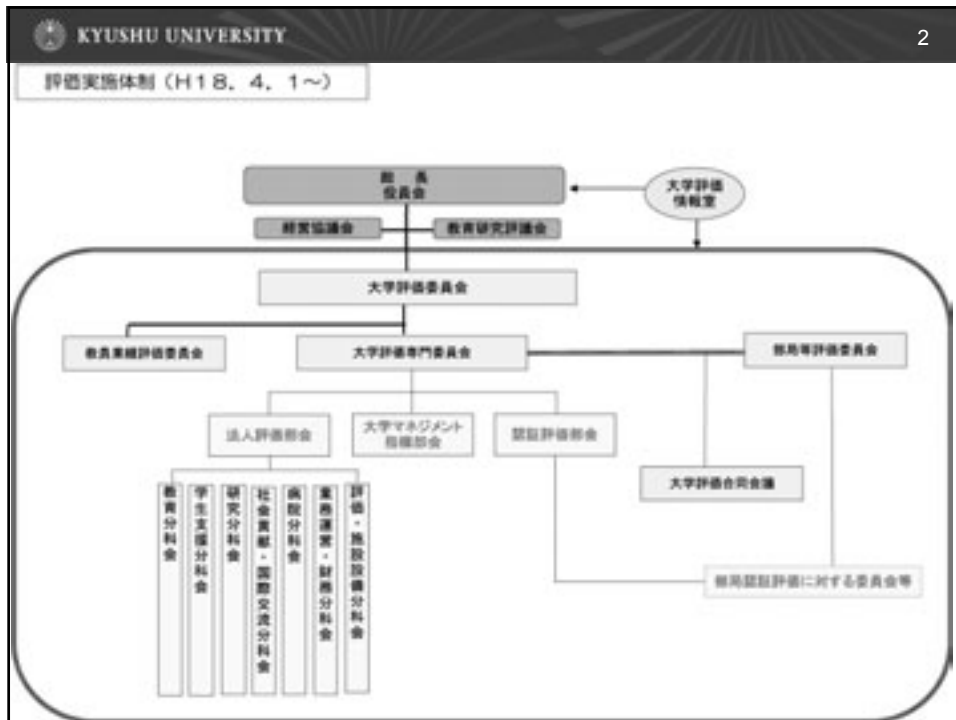 KYUSHU UNIVERSITY
2
評価実施体制（H18．4．1～）
総　長
役員会
大学評価
情報室
経営協議会
教育研究評議会
大学評価委員会
教員業績評価委員会
大学評価専門委員会
部局等評価委員会
法人評価部会
大学マネジメント
指標部会
認証評価部会
大学評価合同会議
教育分科会
学生支援分科会
研究分科会
社会貢献・国際交流分科会
病院分科会
業務運営・財務分科会
評価・施設設備分科会
部局認証評価に対する委員会等